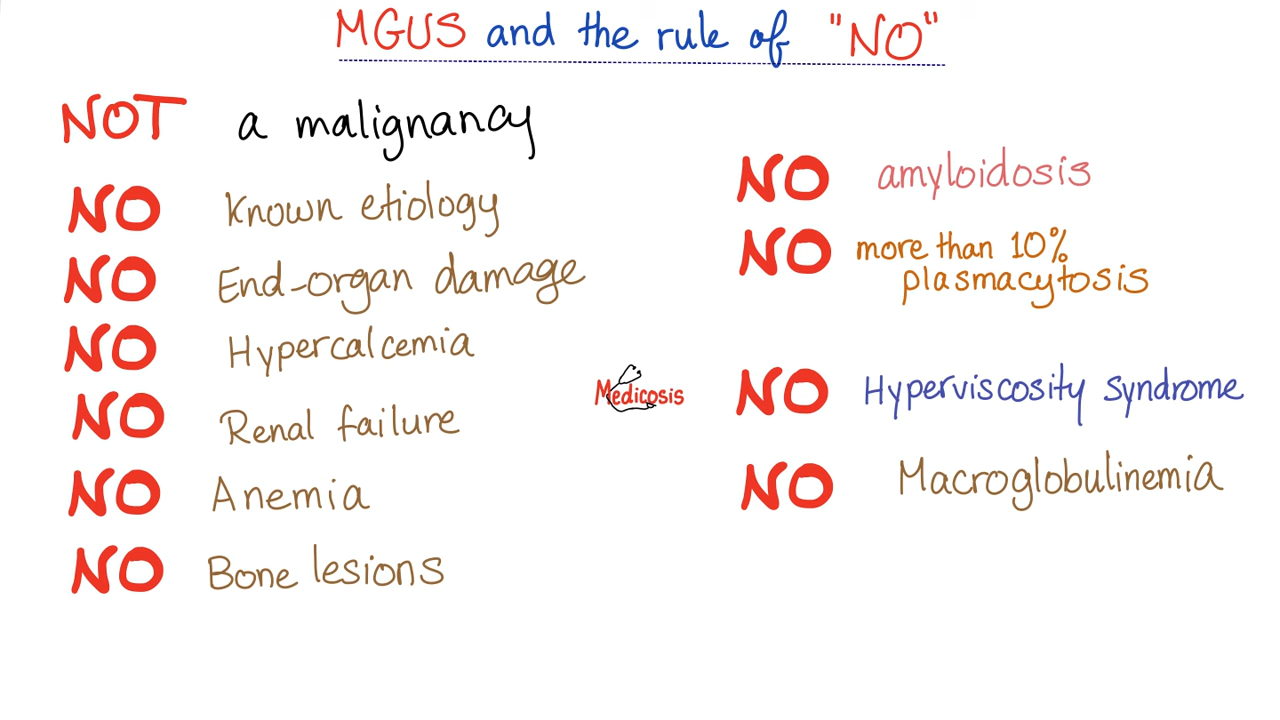 MGUS and the rule of "NO"
NOT a malignancy
NO Known etiology
NO End-organ damage
NO Hypercalcemia
NO Renal failure
NO Anemia
NO Bone lesions
NO amyloidosis
NO more than 10%
plasmacytosis
NO Hyperviscosity syndrome
NO Macroglobulinemia
Medicosis